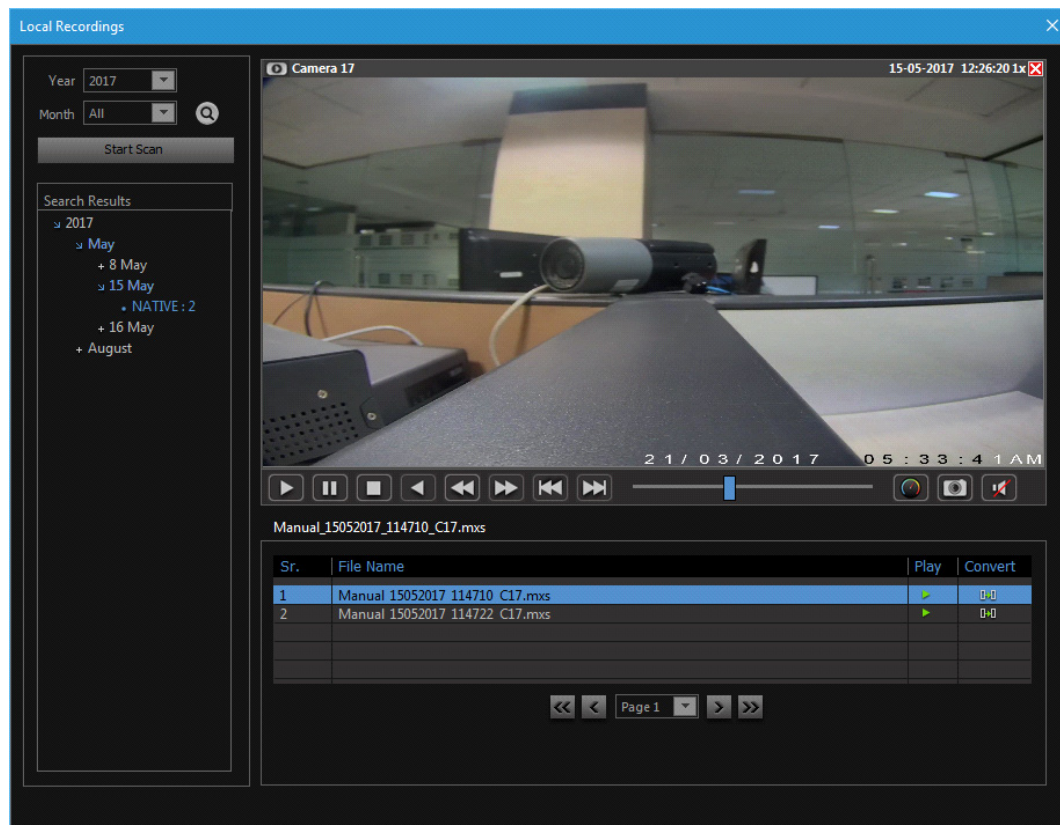 Local Recordings
Year 2017
Month All
Start Scan
Search Results
2017
May
+ 8 May
15 May
• NATIVE : 2
+ 16 May
+ August
Camera 17 15-05-2017 12:26:20 1x
21/03/2017 05:33:41AM
Manual_15052017_114710_C17.mxs
Sr. File Name Play Convert
1 Manual 15052017 114710 C17.mxs
2 Manual 15052017 114722 C17.mxs
Page 1